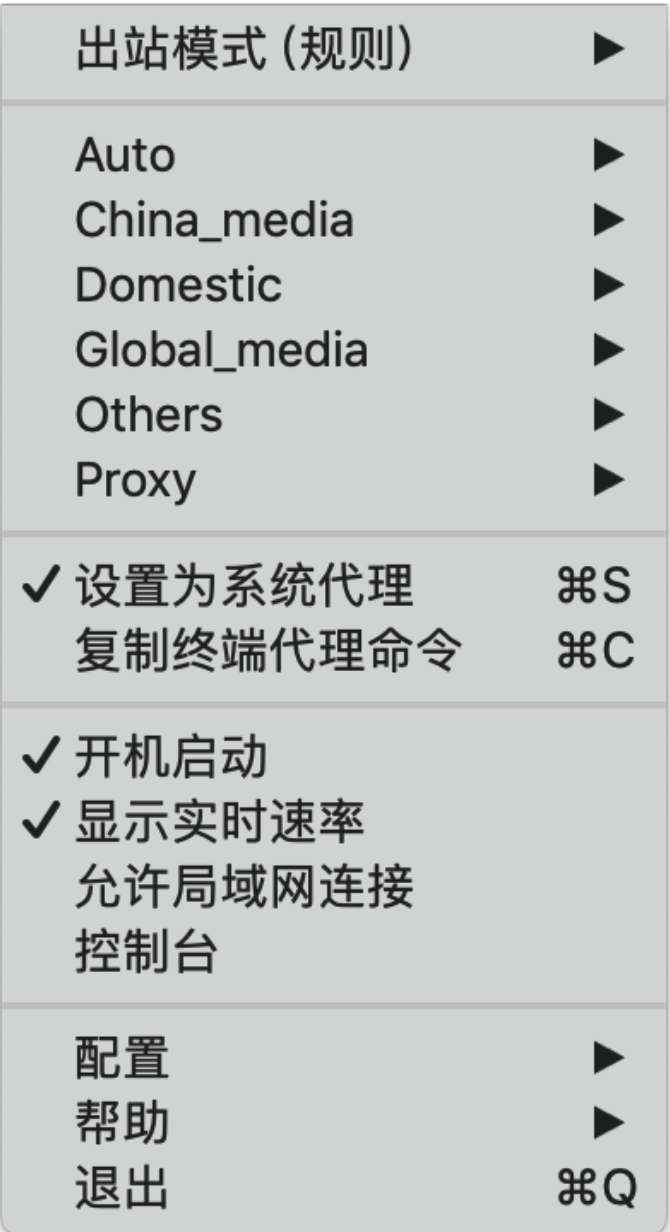 出站模式 (规则)
Auto
China_media
Domestic
Global_media
Others
Proxy
设置为系统代理 ⌘S
复制终端代理命令 ⌘C
开机启动
显示实时速率
允许局域网连接
控制台
配置
帮助
退出 ⌘Q